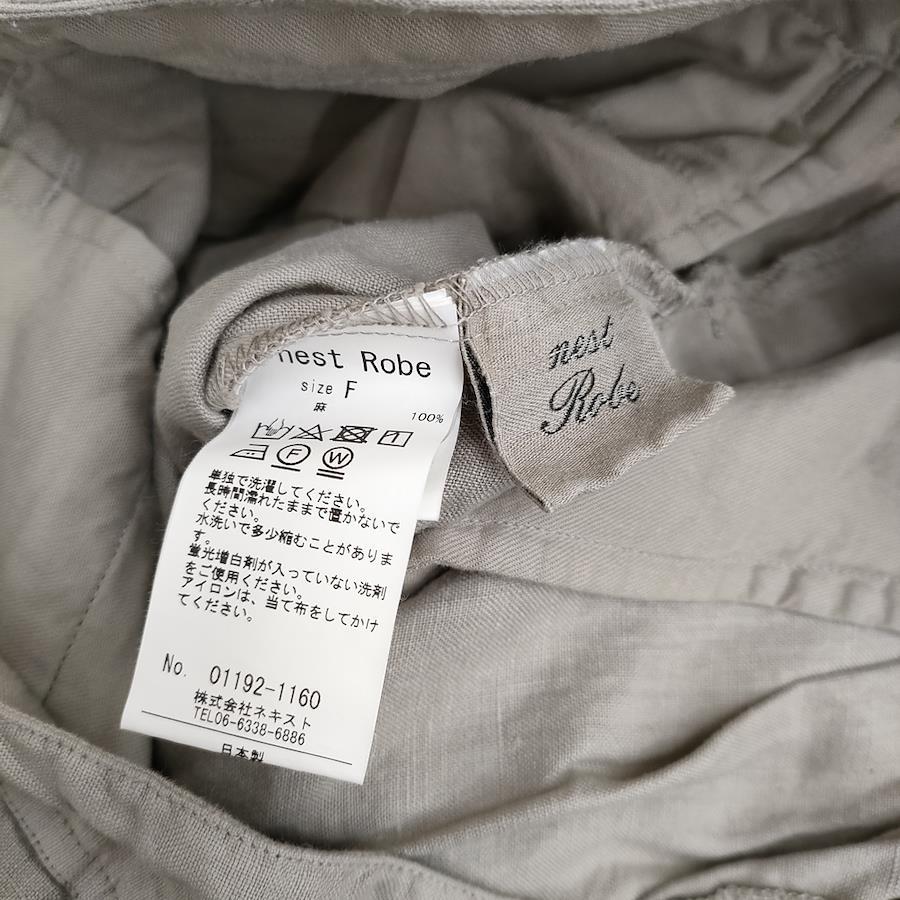 nest Robe
size F
麻 100%
F W
単独で洗濯してください。
長時間濡れたままで置かないで
ください。
水洗いで多少縮むことがありま
す。
蛍光増白剤が入っていない洗剤
をご使用ください。
アイロンは、当て布をしてかけ
てください。
No. 01192-1160
株式会社ネキスト
TEL06-6338-6886
日本製
nest
Robe